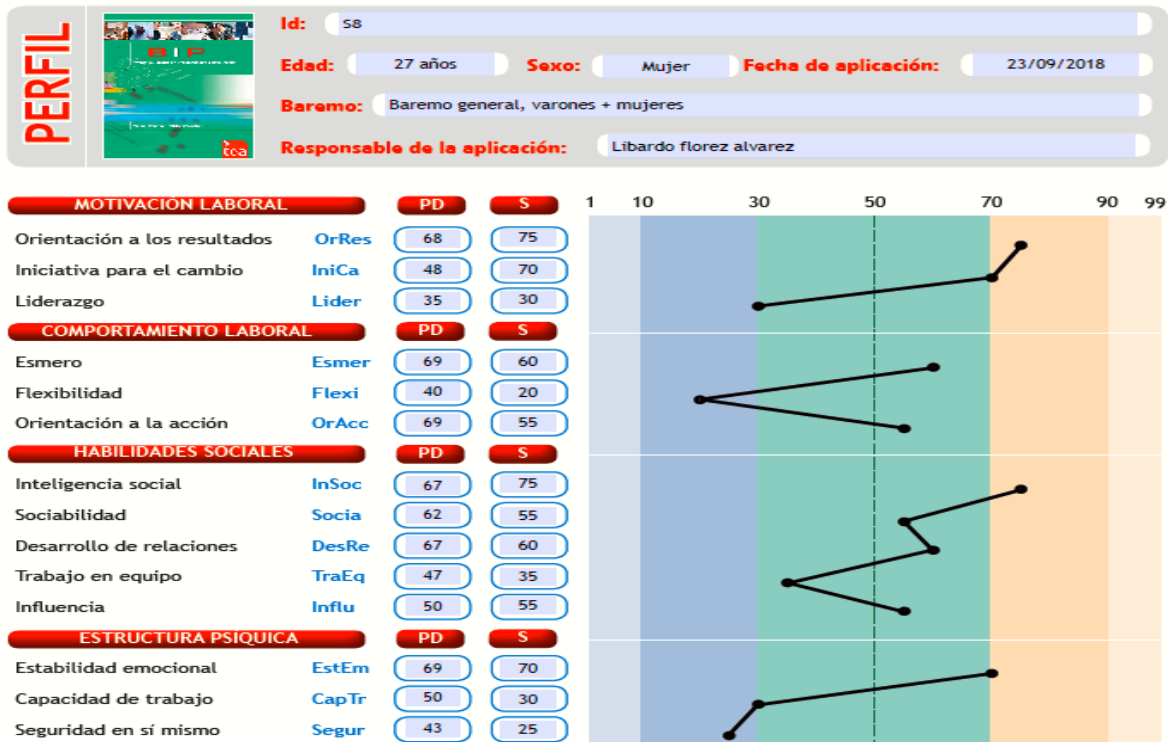 PERFIL
BIP
tea
Id: S8
Edad: 27 años Sexo: Mujer Fecha de aplicación: 23/09/2018
Baremo: Baremo general, varones + mujeres
Responsable de la aplicación: Libardo florez alvarez
MOTIVACIÓN LABORAL PD S 1 10 30 50 70 90 99
Orientación a los resultados OrRes 68 75
Iniciativa para el cambio IniCa 48 70
Liderazgo Lider 35 30
COMPORTAMIENTO LABORAL PD S
Esmero Esmer 69 60
Flexibilidad Flexi 40 20
Orientación a la acción OrAcc 69 55
HABILIDADES SOCIALES PD S
Inteligencia social InSoc 67 75
Sociabilidad Socia 62 55
Desarrollo de relaciones DesRe 67 60
Trabajo en equipo TraEq 47 35
Influencia Influ 50 55
ESTRUCTURA PSÍQUICA PD S
Estabilidad emocional EstEm 69 70
Capacidad de trabajo CapTr 50 30
Seguridad en sí mismo Segur 43 25